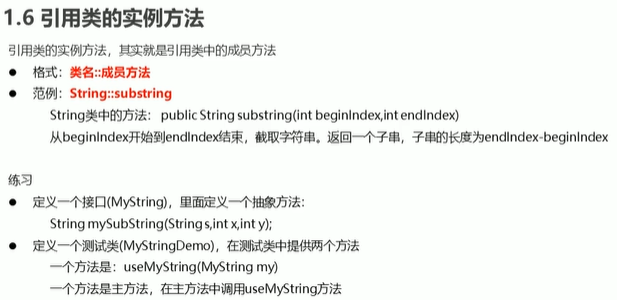 1.6 引用类的实例方法
引用类的实例方法，其实就是引用类中的成员方法
● 格式：类名::成员方法
● 范例：String::substring
String类中的方法：public String substring(int beginIndex,int endIndex)
从beginIndex开始到endIndex结束，截取字符串。返回一个子串，子串的长度为endIndex-beginIndex
练习
● 定义一个接口(MyString)，里面定义一个抽象方法：
String mySubString(String s,int x,int y);
● 定义一个测试类(MyStringDemo)，在测试类中提供两个方法
一个方法是：useMyString(MyString my)
一个方法是主方法，在主方法中调用useMyString方法